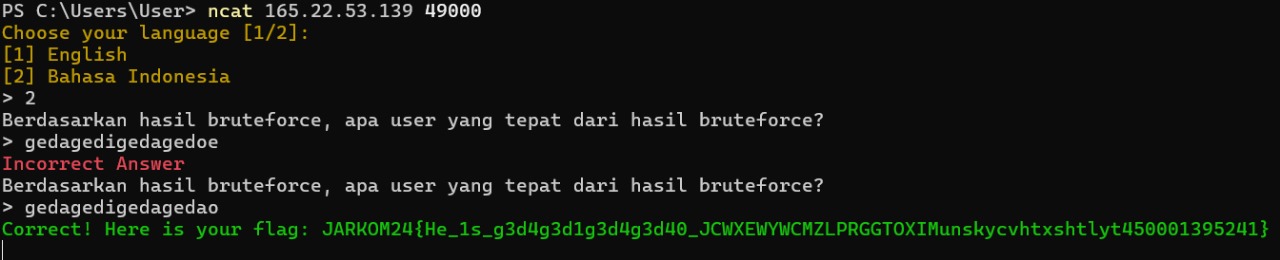 PS C:\Users\User> ncat 165.22.53.139 49000
Choose your language [1/2]:
[1] English
[2] Bahasa Indonesia
> 2
Berdasarkan hasil bruteforce, apa user yang tepat dari hasil bruteforce?
> gedagedigedagedoe
Incorrect Answer
Berdasarkan hasil bruteforce, apa user yang tepat dari hasil bruteforce?
> gedagedigedagedao
Correct! Here is your flag: JARKOM24{He_1s_g3d4g3d1g3d4g3d40_JCWXEWYWCMZLPRGGTOXIMunskycvhtxshtlyt450001395241}